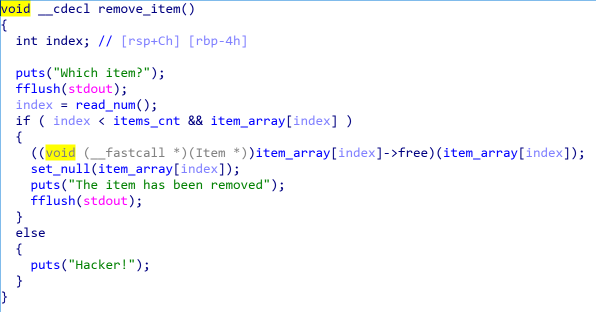 void __cdecl remove_item()
{
  int index; // [rsp+Ch] [rbp-4h]

  puts("Which item?");
  fflush(stdout);
  index = read_num();
  if ( index < items_cnt && item_array[index] )
  {
    ((void (__fastcall *)(Item *))item_array[index]->free)(item_array[index]);
    set_null(item_array[index]);
    puts("The item has been removed");
    fflush(stdout);
  }
  else
  {
    puts("Hacker!");
  }
}